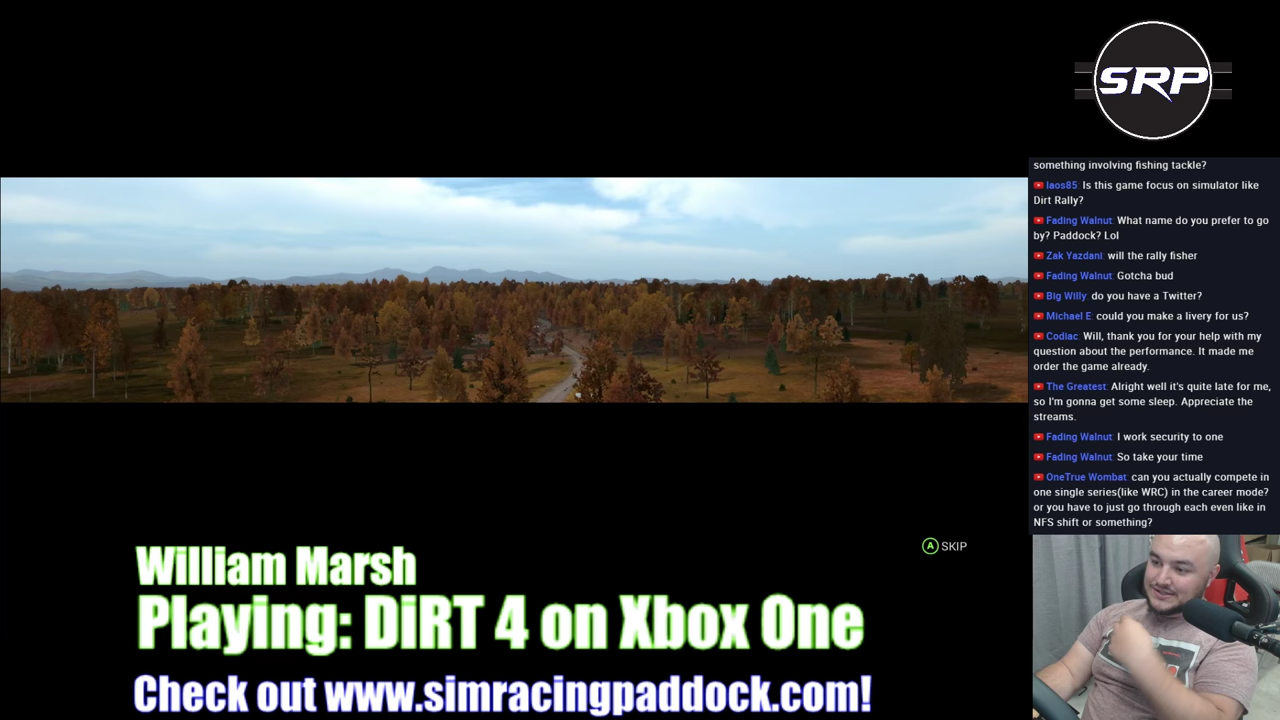 SRP
something involving fishing tackle?
laos85: Is this game focus on simulator like
Dirt Rally?
Fading Walnut: What name do you prefer to go
by? Paddock? Lol
Zak Yazdani: will the rally fisher
Fading Walnut: Gotcha bud
Big Willy: do you have a Twitter?
Michael E: could you make a livery for us?
Codiac: Will, thank you for your help with my
question about the performance. It made me
order the game already.
The Greatest: Alright well it's quite late for me,
so I'm gonna get some sleep. Appreciate the
streams.
Fading Walnut: I work security to one
Fading Walnut: So take your time
OneTrue Wombat: can you actually compete in
one single series(like WRC) in the career mode?
or you have to just go through each even like in
NFS shift or something?
A SKIP
William Marsh
Playing: DiRT 4 on Xbox One
Check out www.simracingpaddock.com!